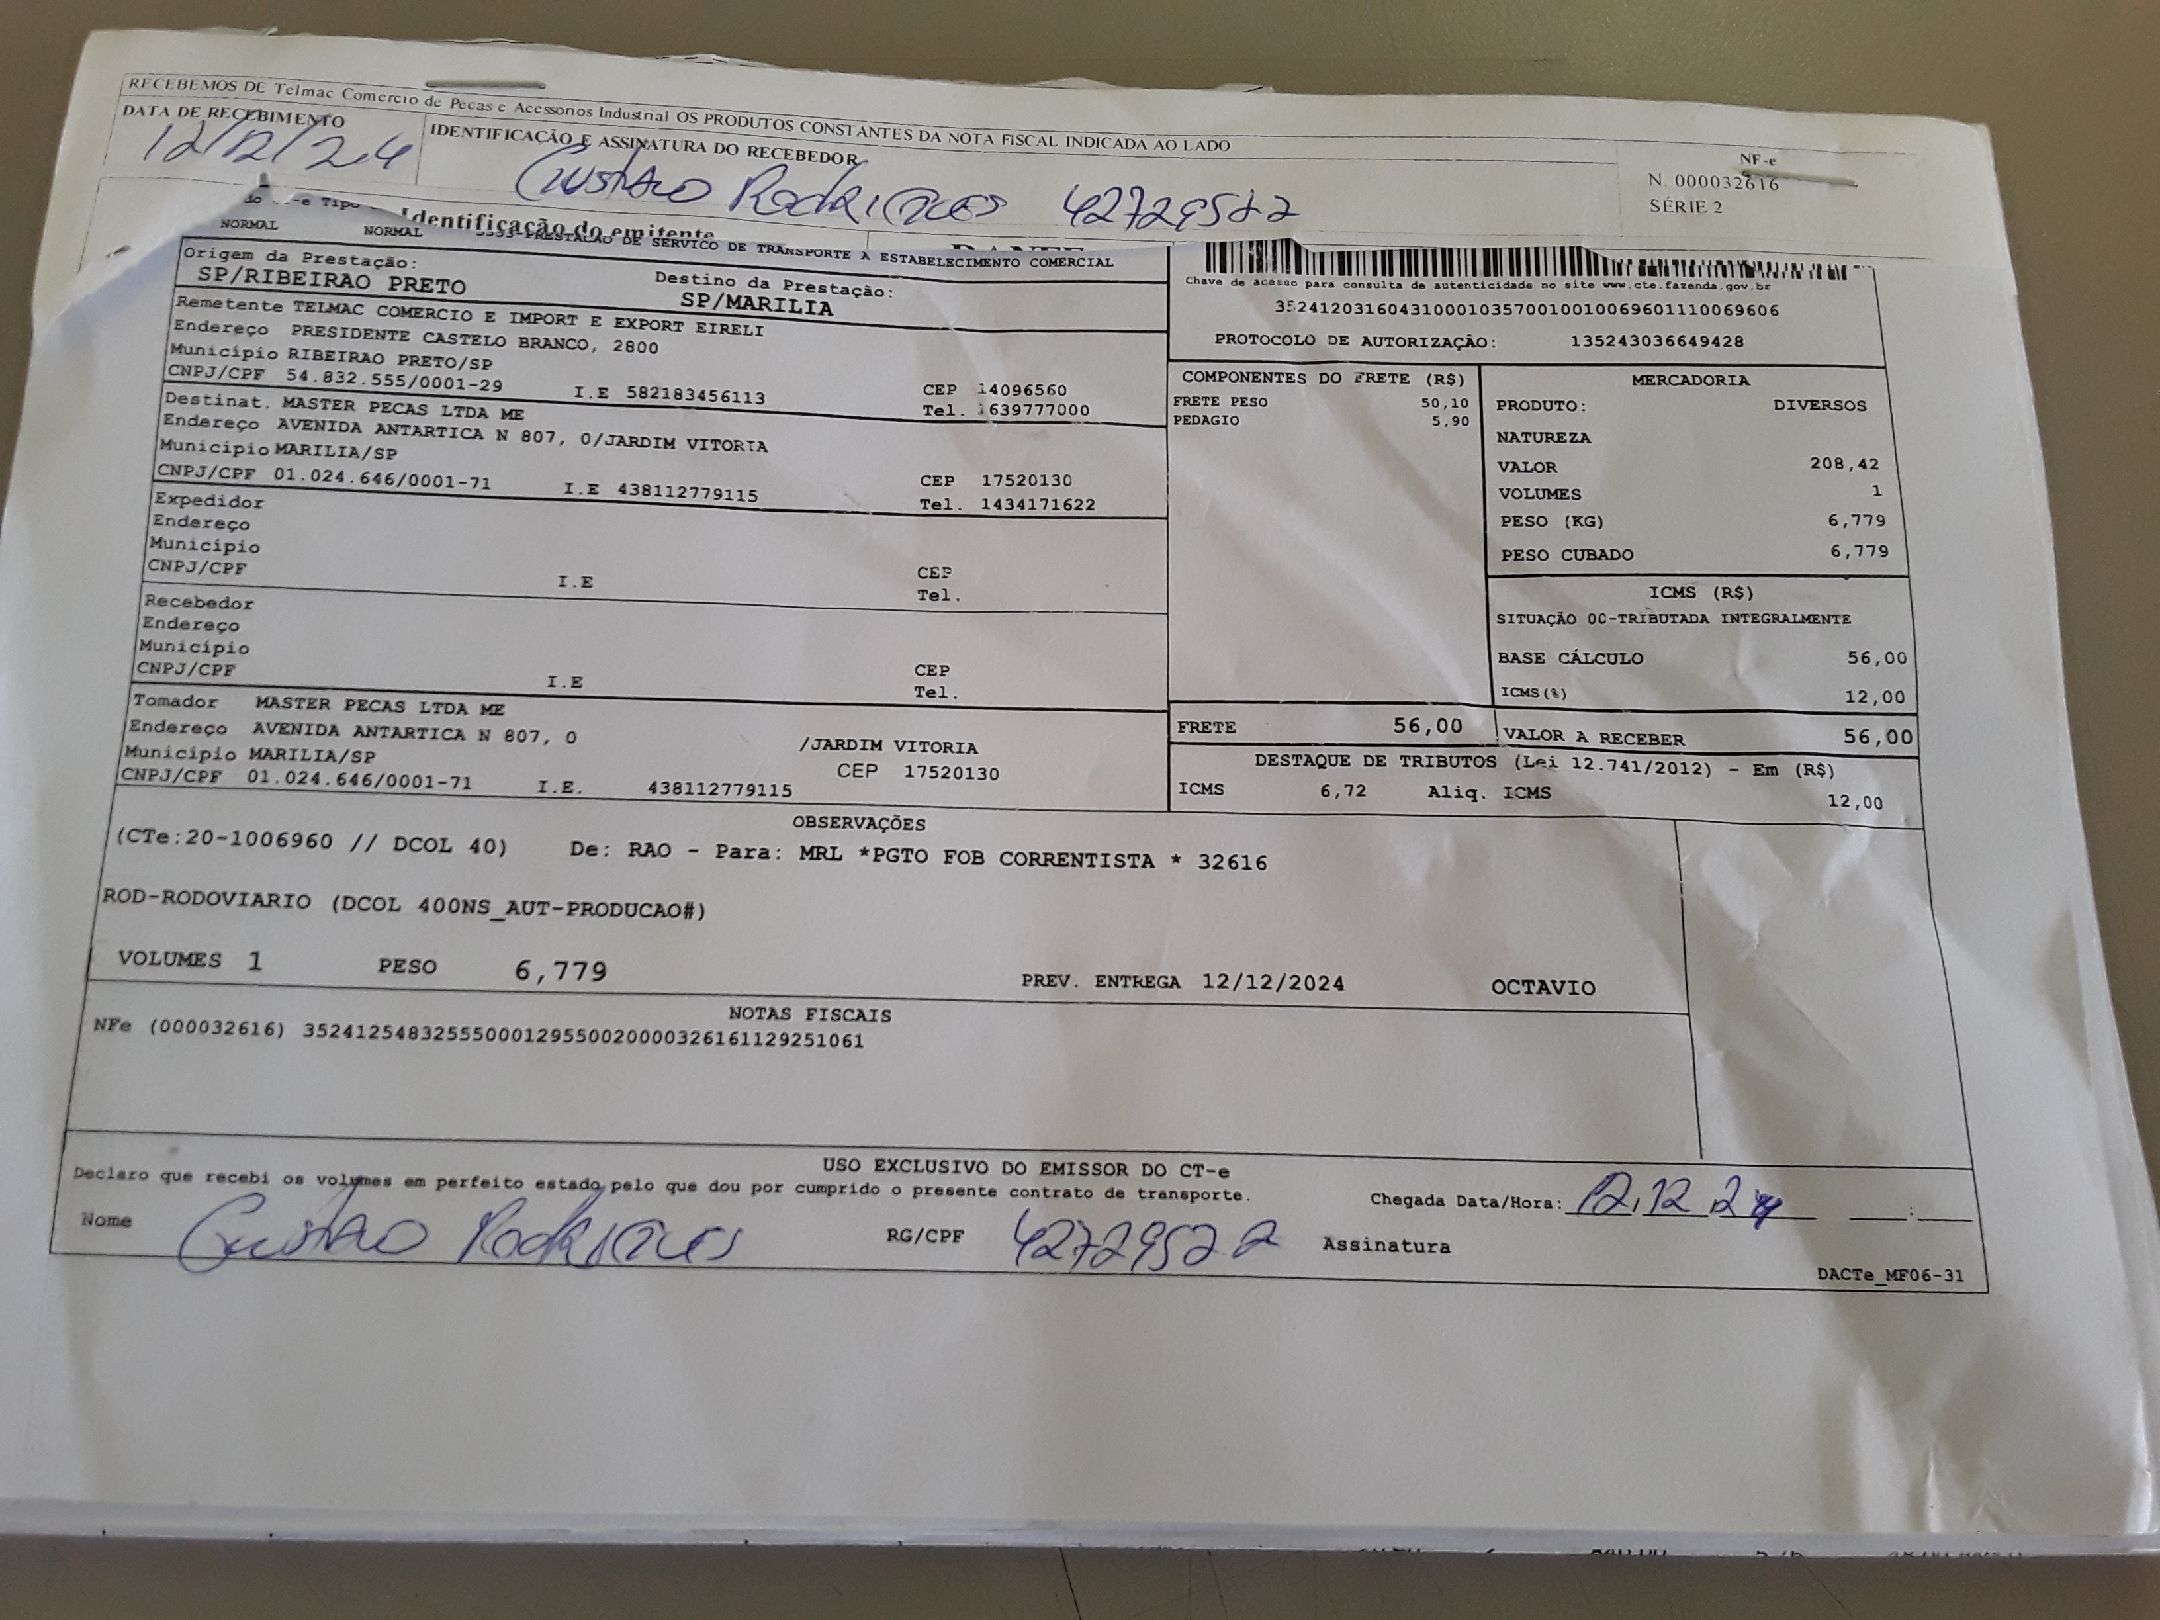 RECEBEMOS DE Telmac Comercio de Pecas e Acessorios Industrial OS PRODUTOS CONSTANTES DA NOTA FISCAL INDICADA AO LADO
DATA DE RECEBIMENTO
12/12/24
IDENTIFICAÇÃO E ASSINATURA DO RECEBEDOR
Gustavo Rodrigues 427295222
NF-e
N. 000032616
SÉRIE 2
Identificação do emitente
NORMAL NORMAL PRESTACAO DE SERVICO DE TRANSPORTE A ESTABELECIMENTO COMERCIAL
Origem da Prestação: Destino da Prestação:
SP/RIBEIRAO PRETO SP/MARILIA
Remetente TELMAC COMERCIO E IMPORT E EXPORT EIRELI
Endereço PRESIDENTE CASTELO BRANCO, 2800
Município RIBEIRAO PRETO/SP CEP 14096560
CNPJ/CPF 54.832.555/0001-29 I.E 582183456113 Tel. 1639777000
Destinat. MASTER PECAS LTDA ME
Endereço AVENIDA ANTARTICA N 807, 0/JARDIM VITORIA
Município MARILIA/SP CEP 17520130
CNPJ/CPF 01.024.646/0001-71 I.E 438112779115 Tel. 1434171622
Expedidor
Endereço
Município CEP
CNPJ/CPF I.E Tel.
Recebedor
Endereço
Município CEP
CNPJ/CPF I.E Tel.
Tomador MASTER PECAS LTDA ME
Endereço AVENIDA ANTARTICA N 807, 0 /JARDIM VITORIA
Município MARILIA/SP CEP 17520130
CNPJ/CPF 01.024.646/0001-71 I.E. 438112779115
Chave de acesso para consulta de autenticidade no site www.cte.fazenda.gov.br
35241203160431000103570010010069601110069606
PROTOCOLO DE AUTORIZAÇÃO: 135243036649428
COMPONENTES DO FRETE (R$)
FRETE PESO 50,10
PEDAGIO 5,90
MERCADORIA
PRODUTO: DIVERSOS
NATUREZA
VALOR 208,42
VOLUMES 1
PESO (KG) 6,779
PESO CUBADO 6,779
ICMS (R$)
SITUAÇÃO 00-TRIBUTADA INTEGRALMENTE
BASE CÁLCULO 56,00
ICMS(%) 12,00
FRETE 56,00 VALOR A RECEBER 56,00
DESTAQUE DE TRIBUTOS (Lei 12.741/2012) - Em (R$)
ICMS 6,72 Aliq. ICMS 12,00
OBSERVAÇÕES
(CTe:20-1006960 // DCOL 40) De: RAO - Para: MRL *PGTO FOB CORRENTISTA * 32616
ROD-RODOVIARIO (DCOL 400NS_AUT-PRODUCAO#)
VOLUMES 1 PESO 6,779 PREV. ENTREGA 12/12/2024 OCTAVIO
NOTAS FISCAIS
NFe (000032616) 35241254832555000129550020000326161129251061
USO EXCLUSIVO DO EMISSOR DO CT-e
Declaro que recebi os volumes em perfeito estado pelo que dou por cumprido o presente contrato de transporte.
Chegada Data/Hora: 12.12.24 :
Nome Gustavo Rodrigues RG/CPF 427295222 Assinatura
DACTe_MF06-31